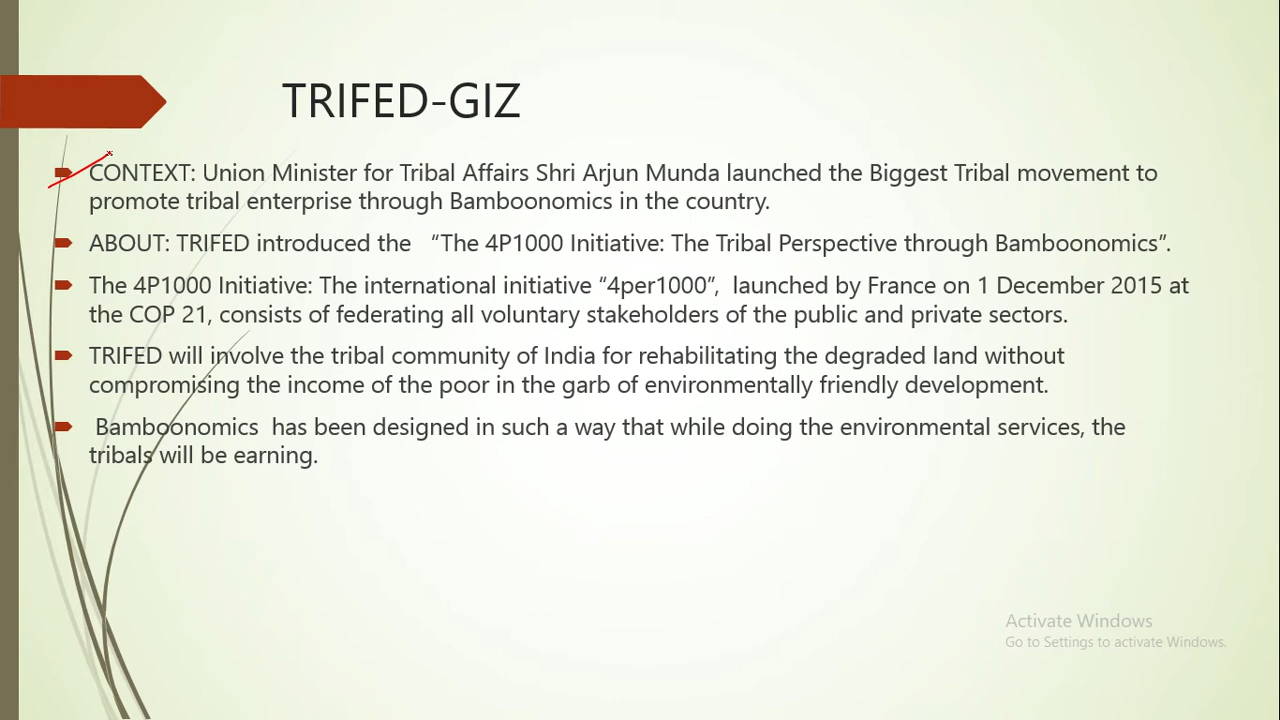 TRIFED-GIZ
CONTEXT: Union Minister for Tribal Affairs Shri Arjun Munda launched the Biggest Tribal movement to
promote tribal enterprise through Bamboonomics in the country.
ABOUT: TRIFED introduced the “The 4P1000 Initiative: The Tribal Perspective through Bamboonomics”.
The 4P1000 Initiative: The international initiative “4per1000”, launched by France on 1 December 2015 at
the COP 21, consists of federating all voluntary stakeholders of the public and private sectors.
TRIFED will involve the tribal community of India for rehabilitating the degraded land without
compromising the income of the poor in the garb of environmentally friendly development.
Bamboonomics has been designed in such a way that while doing the environmental services, the
tribals will be earning.
Activate Windows
Go to Settings to activate Windows.